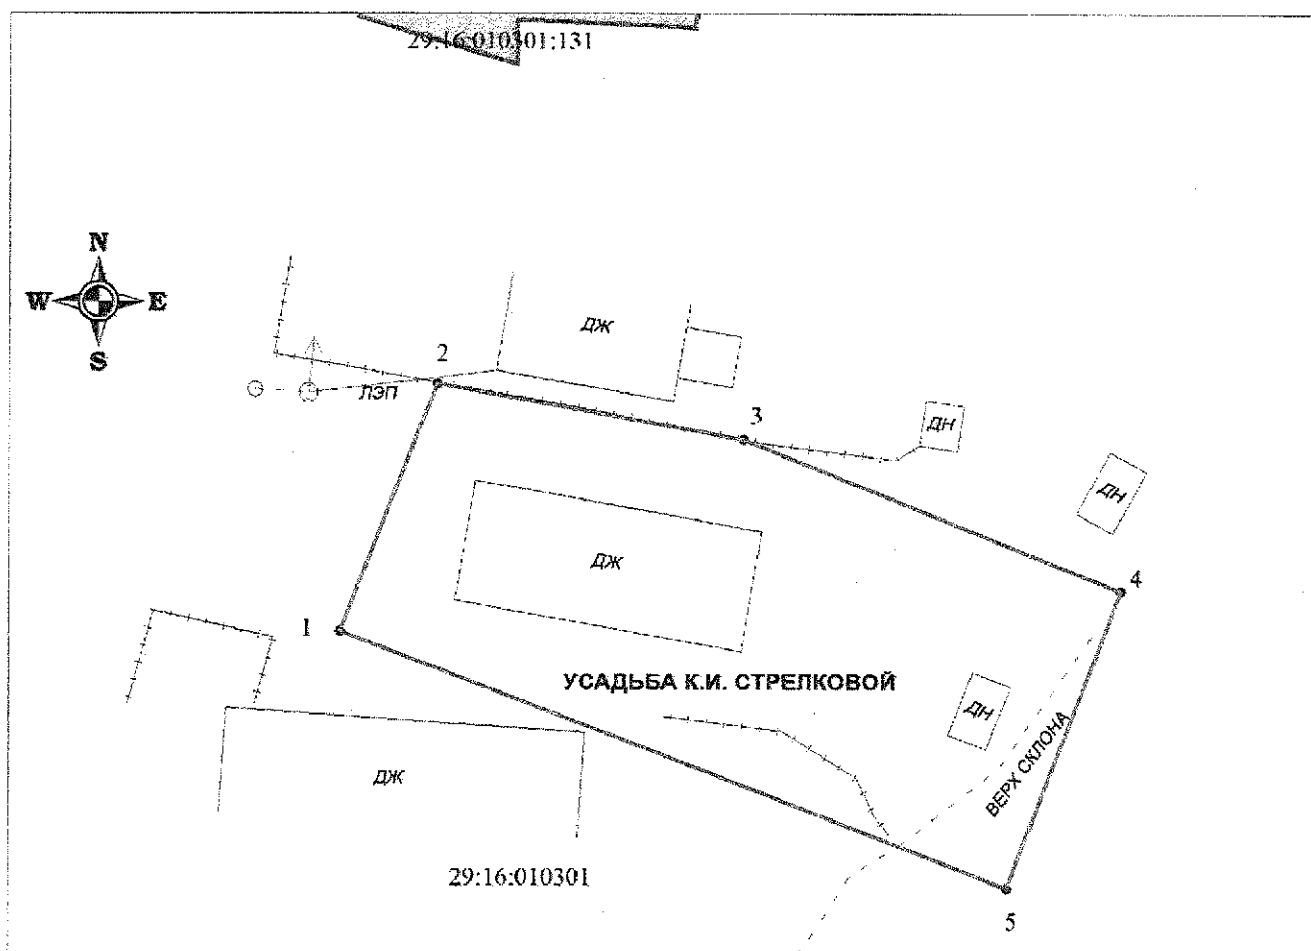 29:16:010301:131
N
W E
S
ДЖ
2
ЛЭП
3
ДН
ДН
ДЖ
4
1
УСАДЬБА К.И. СТРЕЛКОВОЙ
ДН
ВЕРХ СКЛОНА
ДЖ
29:16:010301
5